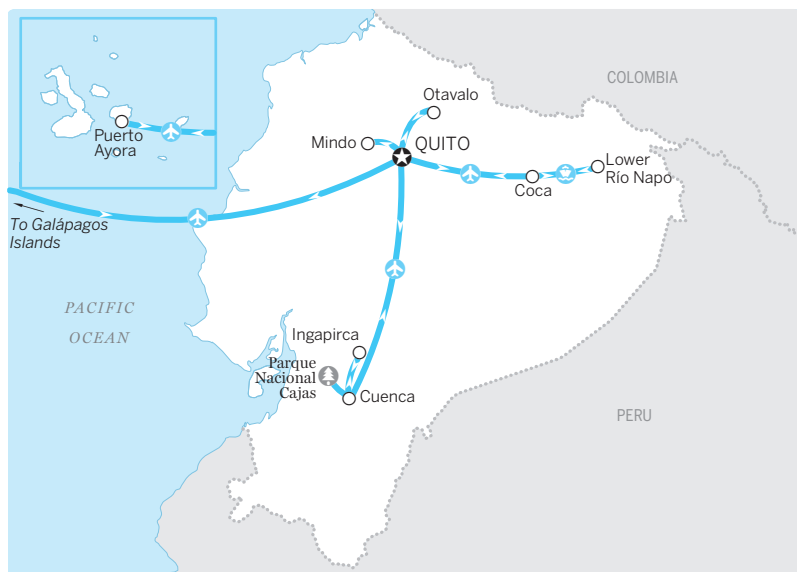 COLOMBIA
Otavalo
Puerto
Ayora
Mindo
QUITO
Lower
Río Napo
Coca
To Galápagos
Islands
PACIFIC
OCEAN
Ingapirca
Parque
Nacional
Cajas
Cuenca
PERU